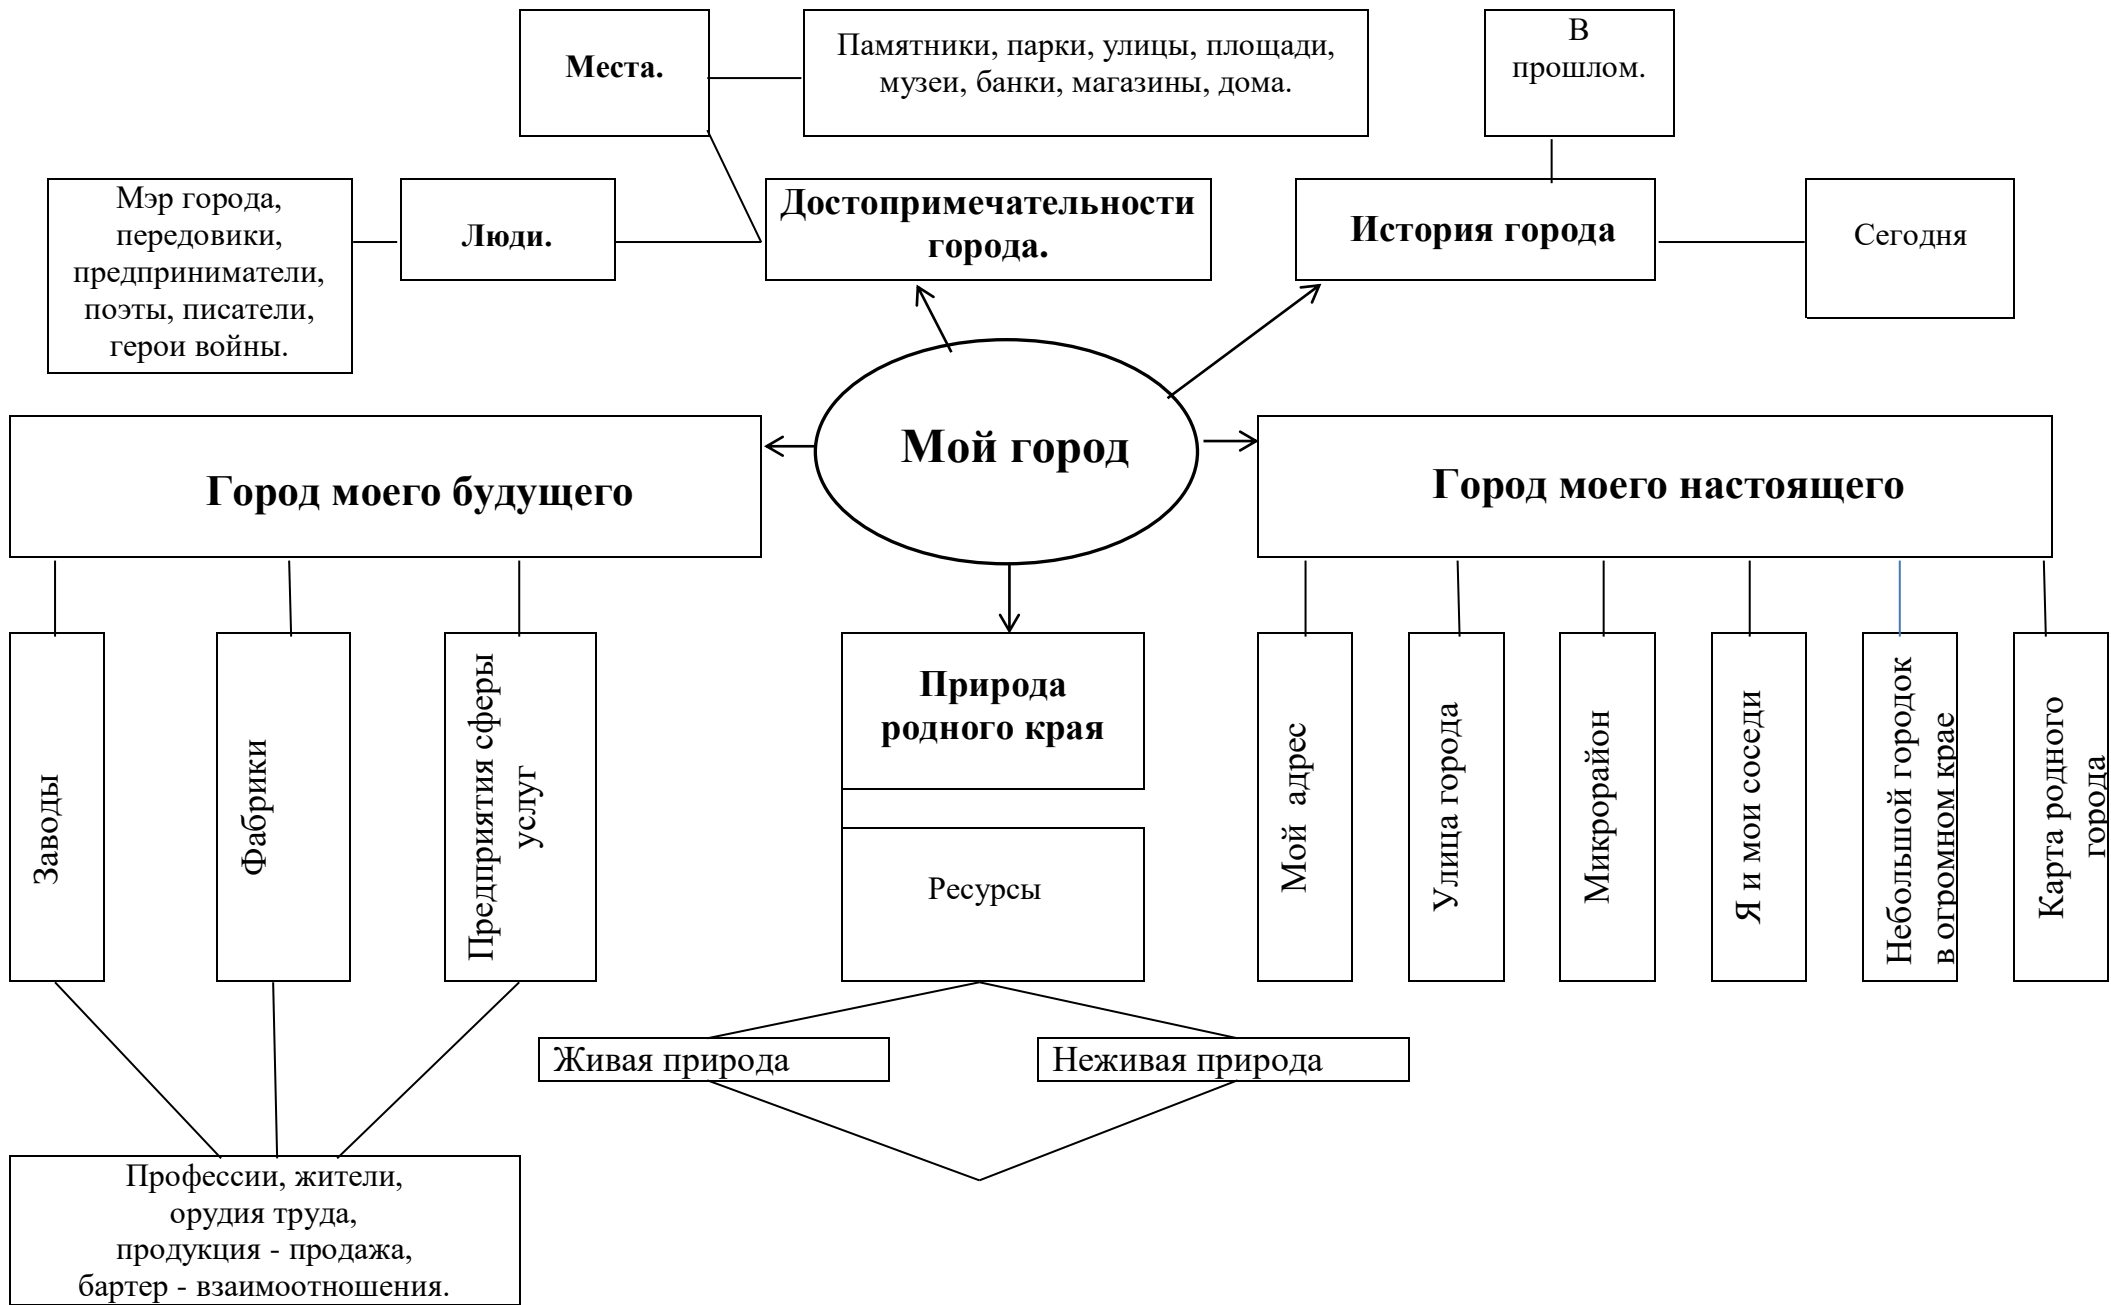 Места.
Памятники, парки, улицы, площади,
музеи, банки, магазины, дома.
В
прошлом.
Мэр города,
передовики,
предприниматели,
поэты, писатели,
герои войны.
Люди.
Достопримечательности
города.
История города
Сегодня
Мой город
Город моего будущего
Город моего настоящего
Заводы
Фабрики
Предприятия сферы
услуг
Природа
родного края
Ресурсы
Мой адрес
Улица города
Микрорайон
Я и мои соседи
Небольшой городок
в огромном крае
Карта родного
города
Живая природа
Неживая природа
Профессии, жители,
орудия труда,
продукция - продажа,
бартер - взаимоотношения.